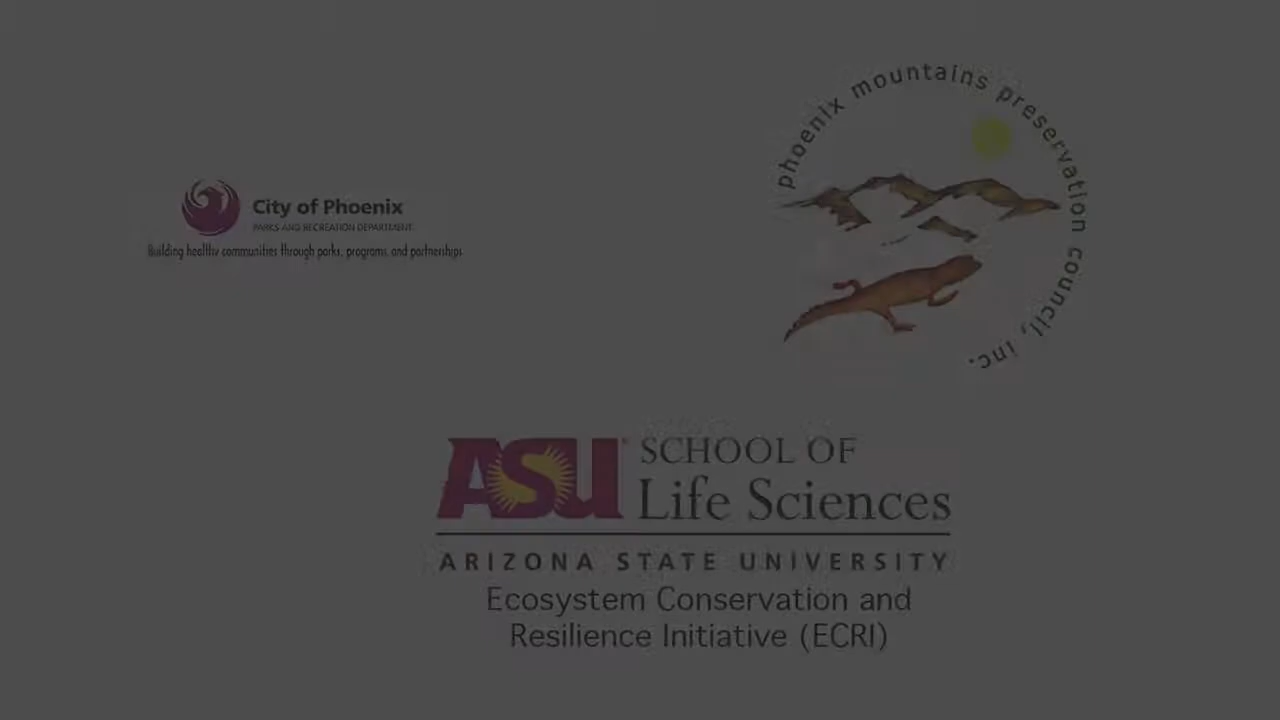 phoenix mountains preservation council, inc.
City of Phoenix
PARKS AND RECREATION DEPARTMENT
Building healthy communities through parks, programs, and partnerships
ASU
SCHOOL OF
Life Sciences
ARIZONA STATE UNIVERSITY
Ecosystem Conservation and
Resilience Initiative (ECRI)